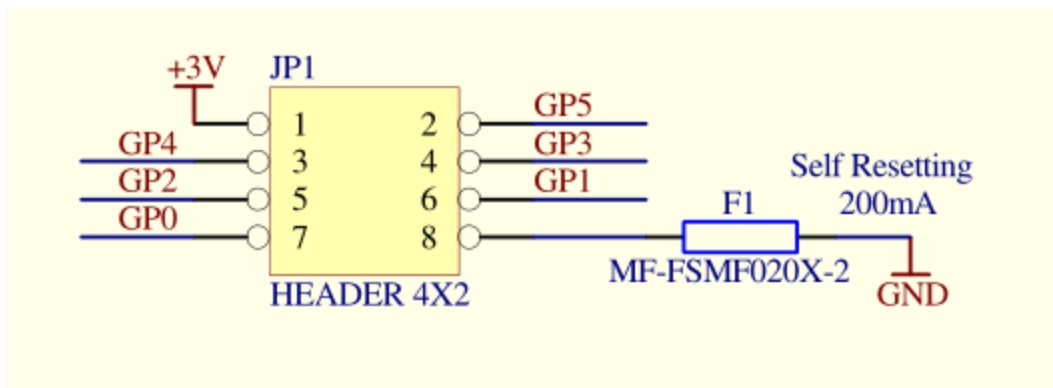 +3V
JP1
1
2
GP5
GP4
3
4
GP3
GP2
5
6
GP1
GP0
7
8
HEADER 4X2
Self Resetting
200mA
F1
MF-FSMF020X-2
GND